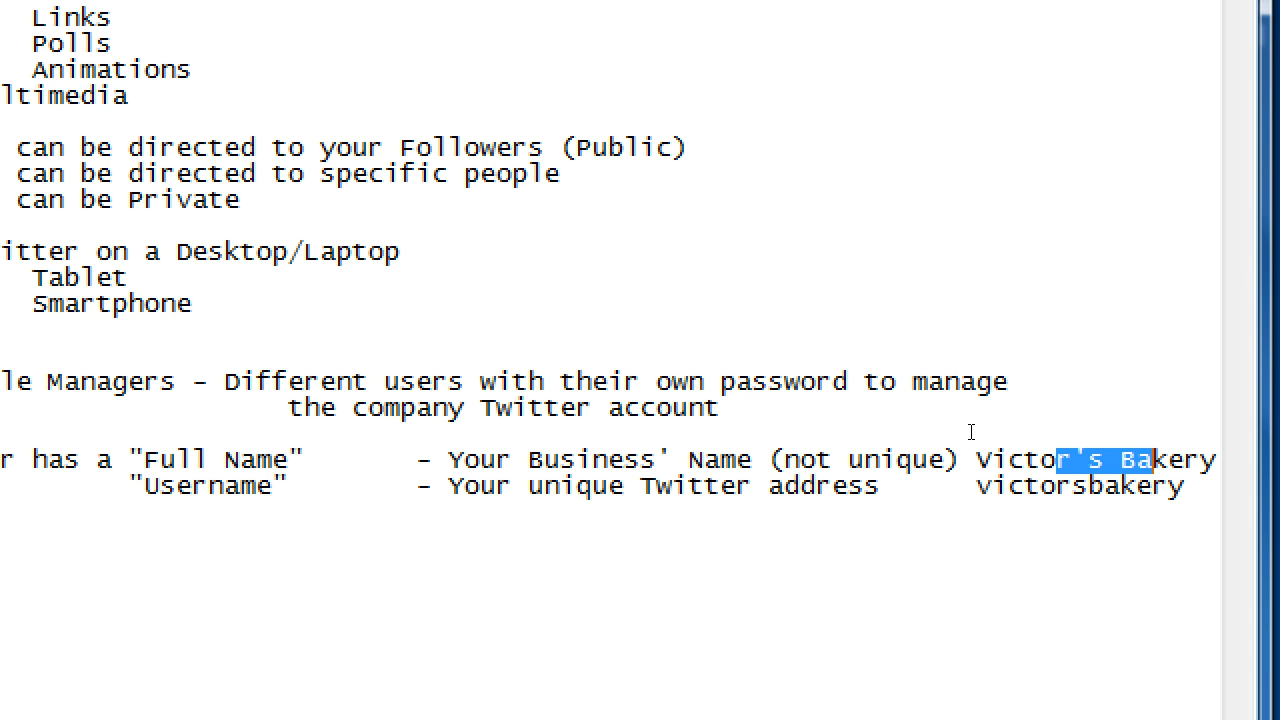 Links
Polls
Animations
ltimedia
can be directed to your Followers (Public)
can be directed to specific people
can be Private
itter on a Desktop/Laptop
Tablet
Smartphone
le Managers – Different users with their own password to manage
the company Twitter account
r has a "Full Name" – Your Business' Name (not unique) Victor's Bakery
"Username" – Your unique Twitter address victorsbakery